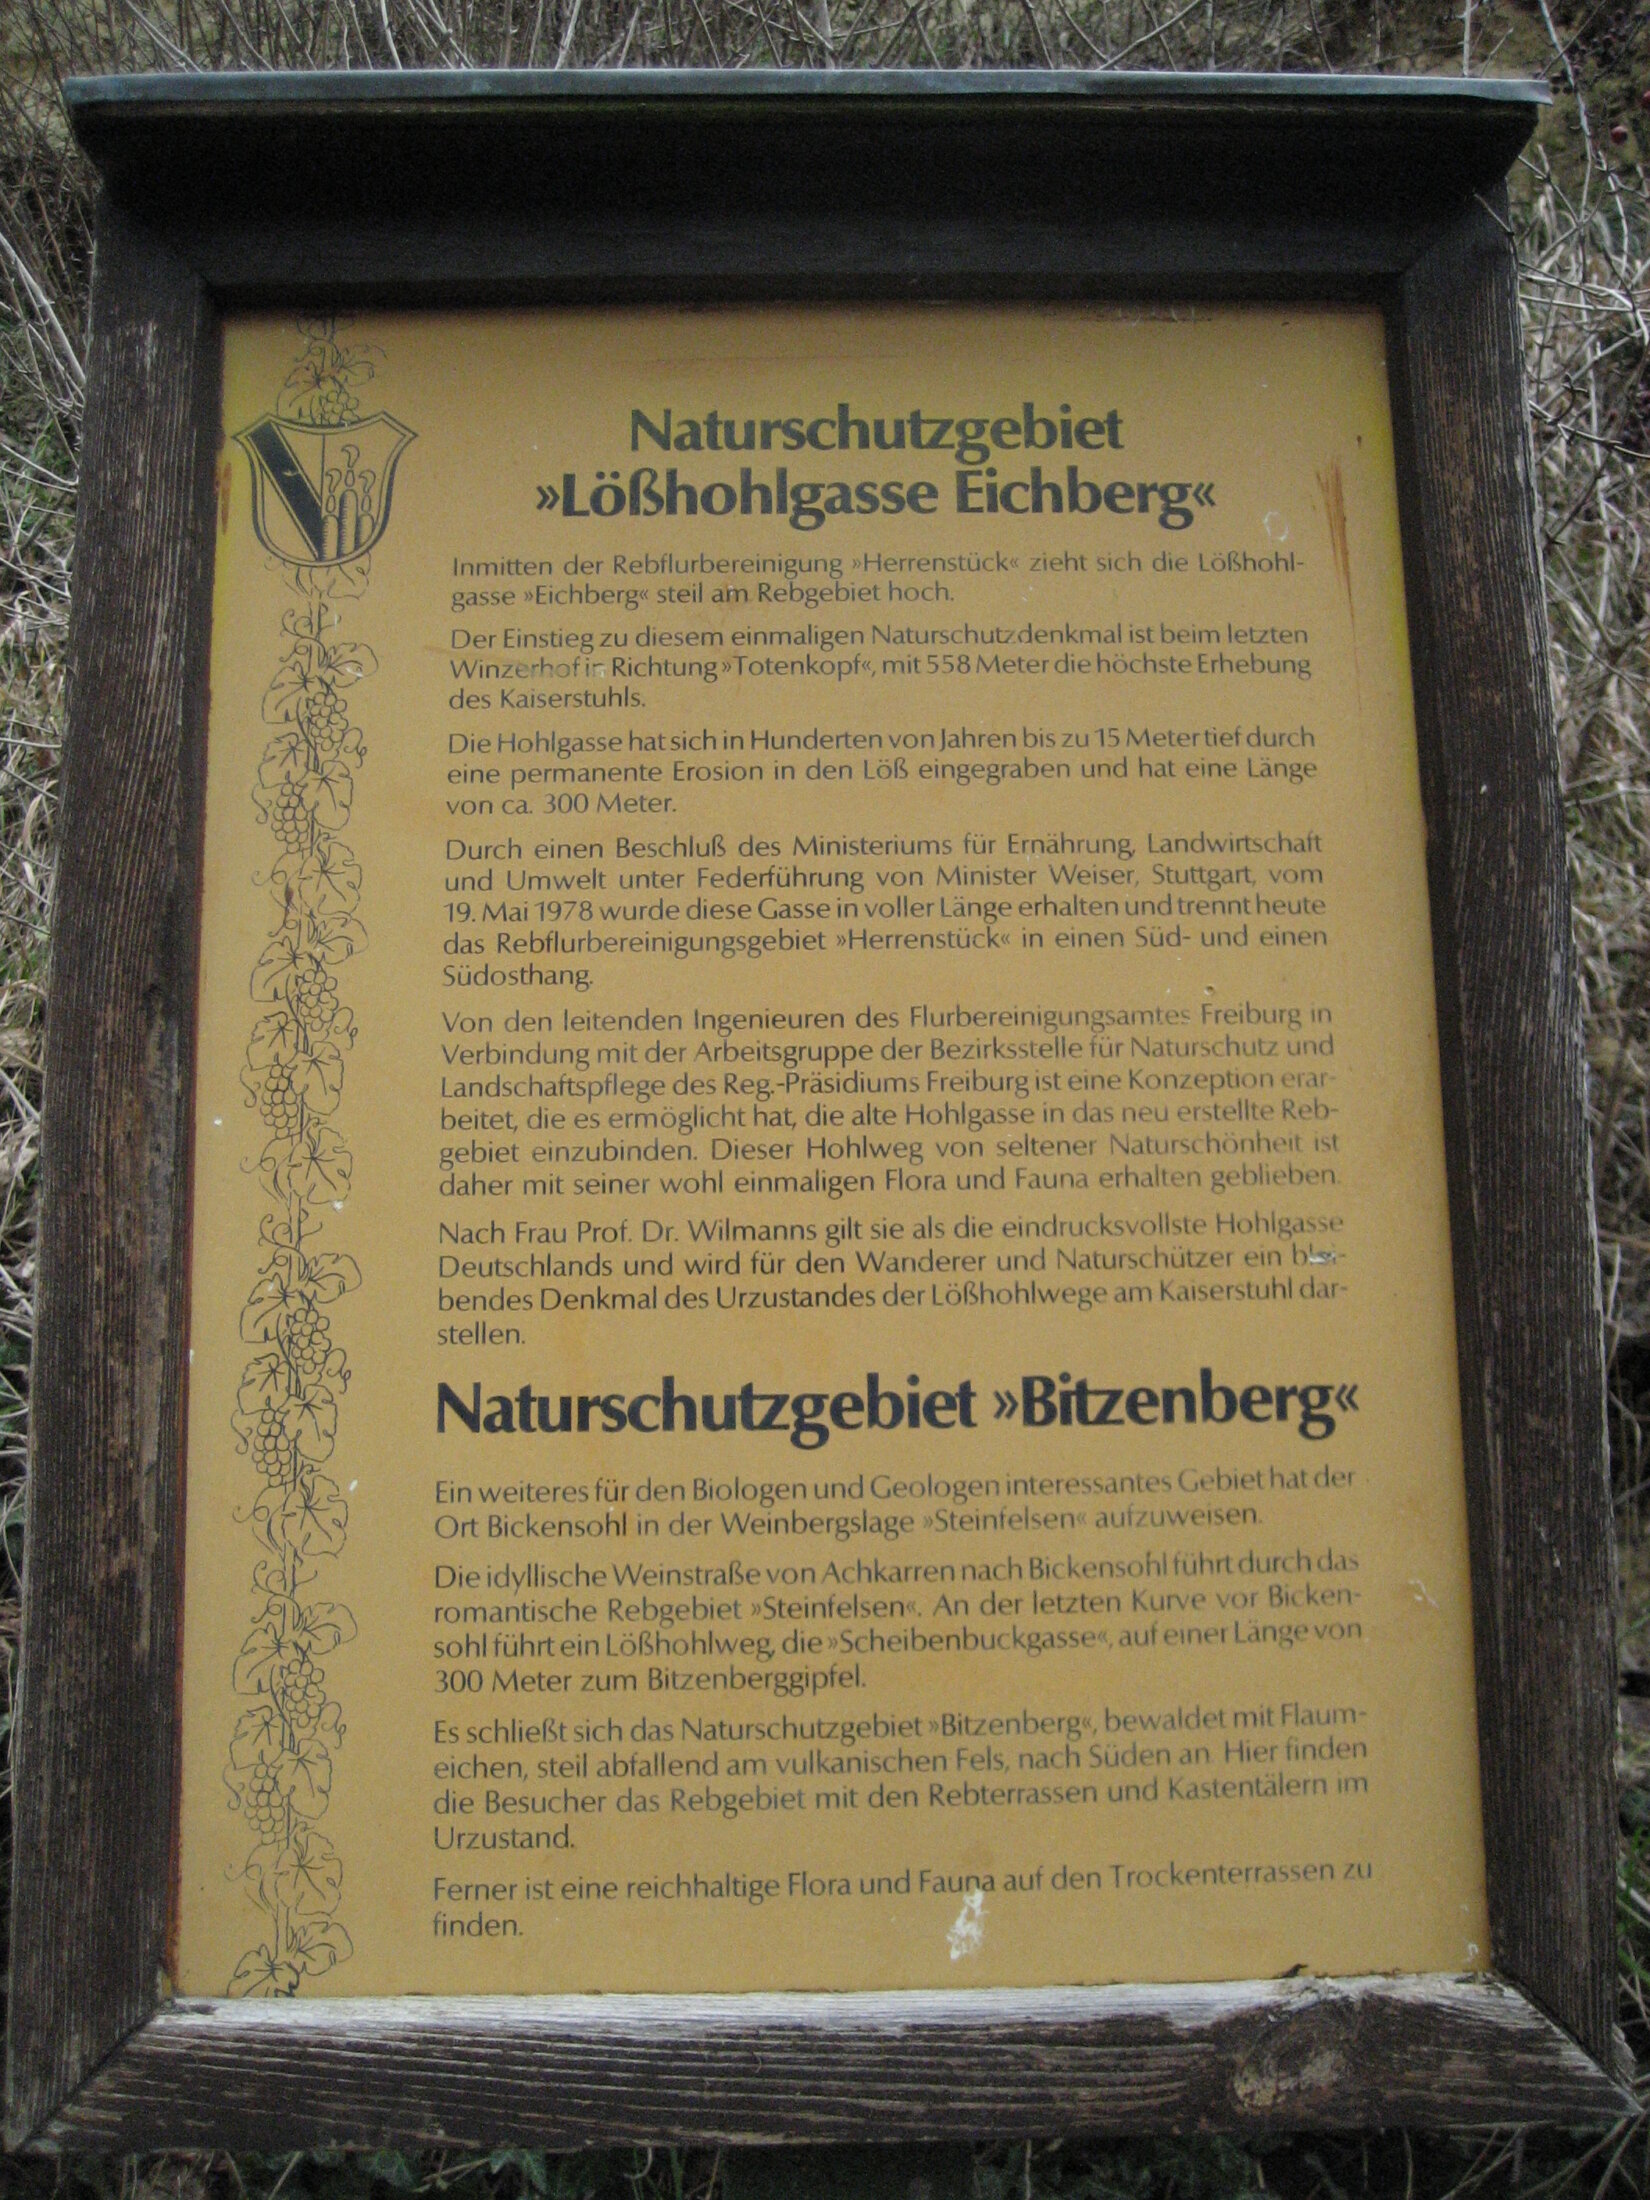 Naturschutzgebiet
»Lößhohlgasse Eichberg«
Inmitten der Rebflurbereinigung »Herrenstück« zieht sich die Lößhohl-
gasse »Eichberg« steil am Rebgebiet hoch.
Der Einstieg zu diesem einmaligen Naturschutzdenkmal ist beim letzten
Winzerhof in Richtung »Totenkopf«, mit 558 Meter die höchste Erhebung
des Kaiserstuhls.
Die Hohlgasse hat sich in Hunderten von Jahren bis zu 15 Meter tief durch
eine permanente Erosion in den Löß eingegraben und hat eine Länge
von ca. 300 Meter.
Durch einen Beschluß des Ministeriums für Ernährung, Landwirtschaft
und Umwelt unter Federführung von Minister Weiser, Stuttgart, vom
19. Mai 1978 wurde diese Gasse in voller Länge erhalten und trennt heute
das Rebflurbereinigungsgebiet »Herrenstück« in einen Süd- und einen
Südosthang.
Von den leitenden Ingenieuren des Flurbereinigungsamtes Freiburg in
Verbindung mit der Arbeitsgruppe der Bezirksstelle für Naturschutz und
Landschaftspflege des Reg.-Präsidiums Freiburg ist eine Konzeption erar-
beitet, die es ermöglicht hat, die alte Hohlgasse in das neu erstellte Reb-
gebiet einzubinden. Dieser Hohlweg von seltener Naturschönheit ist
daher mit seiner wohl einmaligen Flora und Fauna erhalten geblieben.
Nach Frau Prof. Dr. Wilmanns gilt sie als die eindrucksvollste Hohlgasse
Deutschlands und wird für den Wanderer und Naturschützer ein blei-
bendes Denkmal des Urzustandes der Lößhohlwege am Kaiserstuhl dar-
stellen.
Naturschutzgebiet »Bitzenberg«
Ein weiteres für den Biologen und Geologen interessantes Gebiet hat der
Ort Bickensohl in der Weinbergslage »Steinfelsen« aufzuweisen.
Die idyllische Weinstraße von Achkarren nach Bickensohl führt durch das
romantische Rebgebiet »Steinfelsen«. An der letzten Kurve vor Bicken-
sohl führt ein Lößhohlweg, die »Scheibenbuckgasse«, auf einer Länge von
300 Meter zum Bitzenberggipfel.
Es schließt sich das Naturschutzgebiet »Bitzenberg«, bewaldet mit Flaum-
eichen, steil abfallend am vulkanischen Fels, nach Süden an. Hier finden
die Besucher das Rebgebiet mit den Rebterrassen und Kastentälern im
Urzustand.
Ferner ist eine reichhaltige Flora und Fauna auf den Trockenterrassen zu
finden.